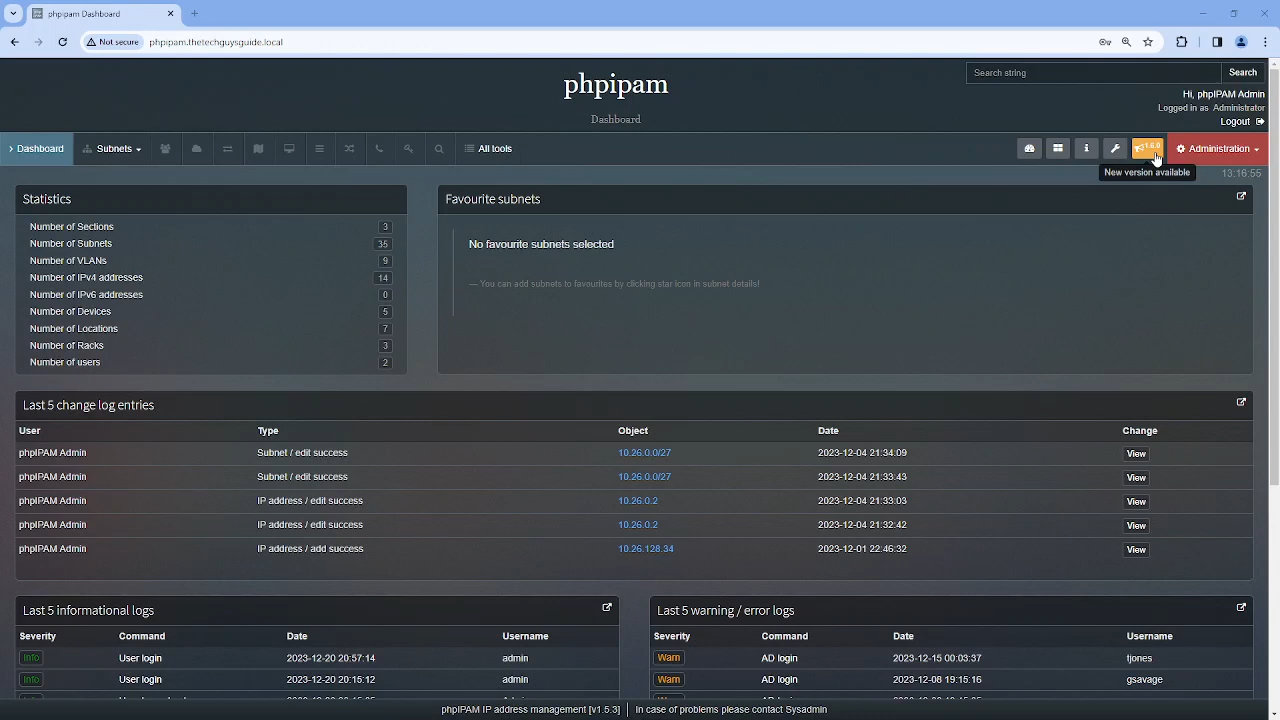 phpipam Dashboard
Not secure
phpipam.thetechguysguide.local
Search string
Search
phpipam
Dashboard
Hi, phpIPAM Admin
Logged in as Administrator
Logout
Dashboard
Subnets
All tools
1.6.0
Administration
New version available
13:16:55
Statistics
Number of Sections 3
Number of Subnets 35
Number of VLANs 9
Number of IPv4 addresses 14
Number of IPv6 addresses 0
Number of Devices 5
Number of Locations 7
Number of Racks 3
Number of users 2
Favourite subnets
No favourite subnets selected
— You can add subnets to favourites by clicking star icon in subnet details!
Last 5 change log entries
User Type Object Date Change
phpIPAM Admin Subnet / edit success 10.26.0.0/27 2023-12-04 21:34:09 View
phpIPAM Admin Subnet / edit success 10.26.0.0/27 2023-12-04 21:33:43 View
phpIPAM Admin IP address / edit success 10.26.0.2 2023-12-04 21:33:03 View
phpIPAM Admin IP address / edit success 10.26.0.2 2023-12-04 21:32:42 View
phpIPAM Admin IP address / add success 10.26.128.34 2023-12-01 22:46:32 View
Last 5 informational logs
Severity Command Date Username
Info User login 2023-12-20 20:57:14 admin
Info User login 2023-12-20 20:15:12 admin
Last 5 warning / error logs
Severity Command Date Username
Warn AD login 2023-12-15 00:03:37 tjones
Warn AD login 2023-12-08 19:15:16 gsavage
phpIPAM IP address management [v1.5.3] In case of problems please contact Sysadmin